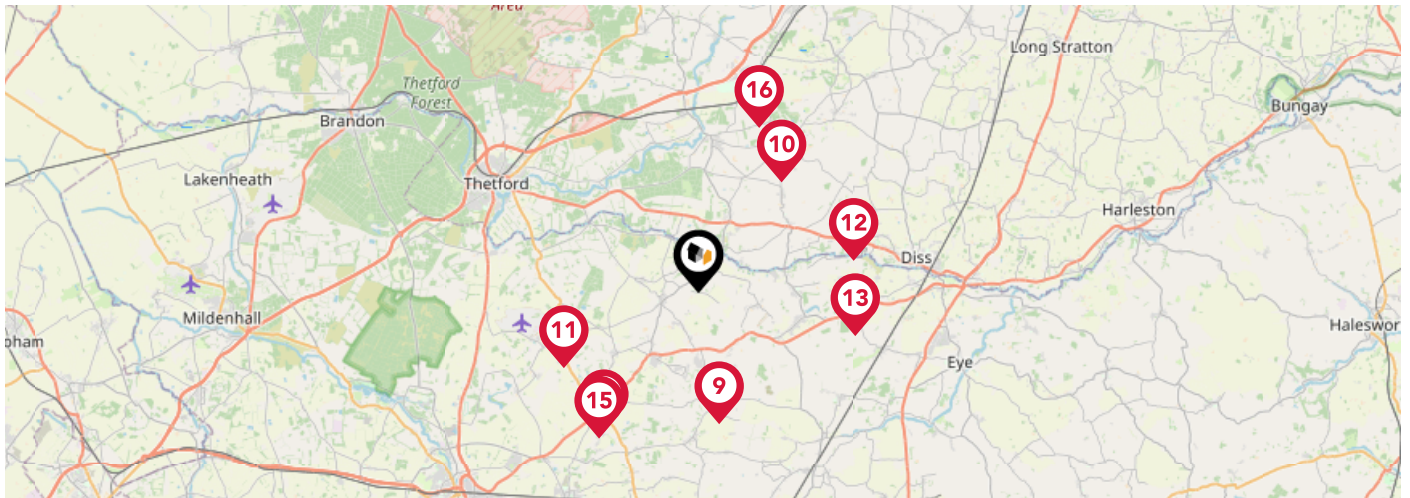 Area
Long Stratton
Thetford
Forest
16
Bungay
Brandon
10
Lakenheath
Thetford
Harleston
12
Diss
13
Mildenhall
11
Haleswor
oham
Eye
9
15